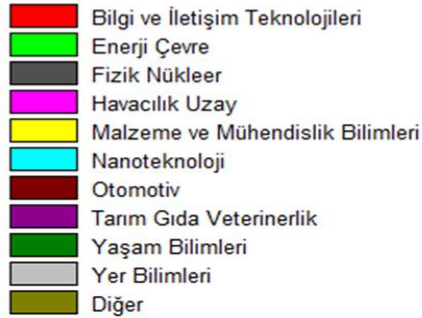 Bilgi ve İletişim Teknolojileri
Enerji Çevre
Fizik Nükleer
Havacılık Uzay
Malzeme ve Mühendislik Bilimleri
Nanoteknoloji
Otomotiv
Tarım Gıda Veterinerlik
Yaşam Bilimleri
Yer Bilimleri
Diğer